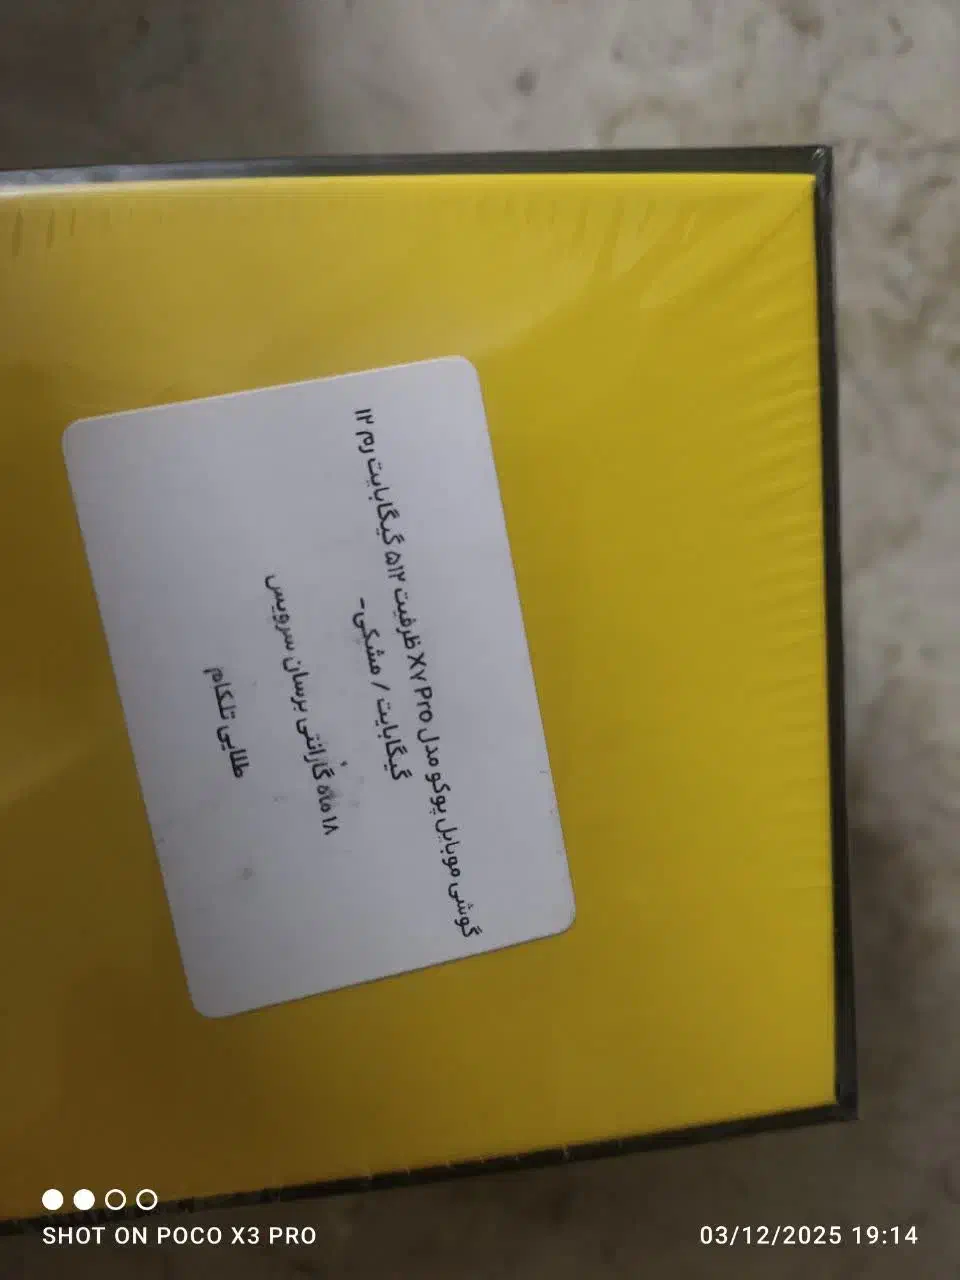 گوشی موبایل پوکو مدل X۷ Pro ظرفیت ۵۱۲ گیگابایت رم ۱۲
گیگابایت / مشکی-
۱۸ ماه گارانتی برسان سرویس
طلایی تلکام
SHOT ON POCO X3 PRO
03/12/2025 19:14